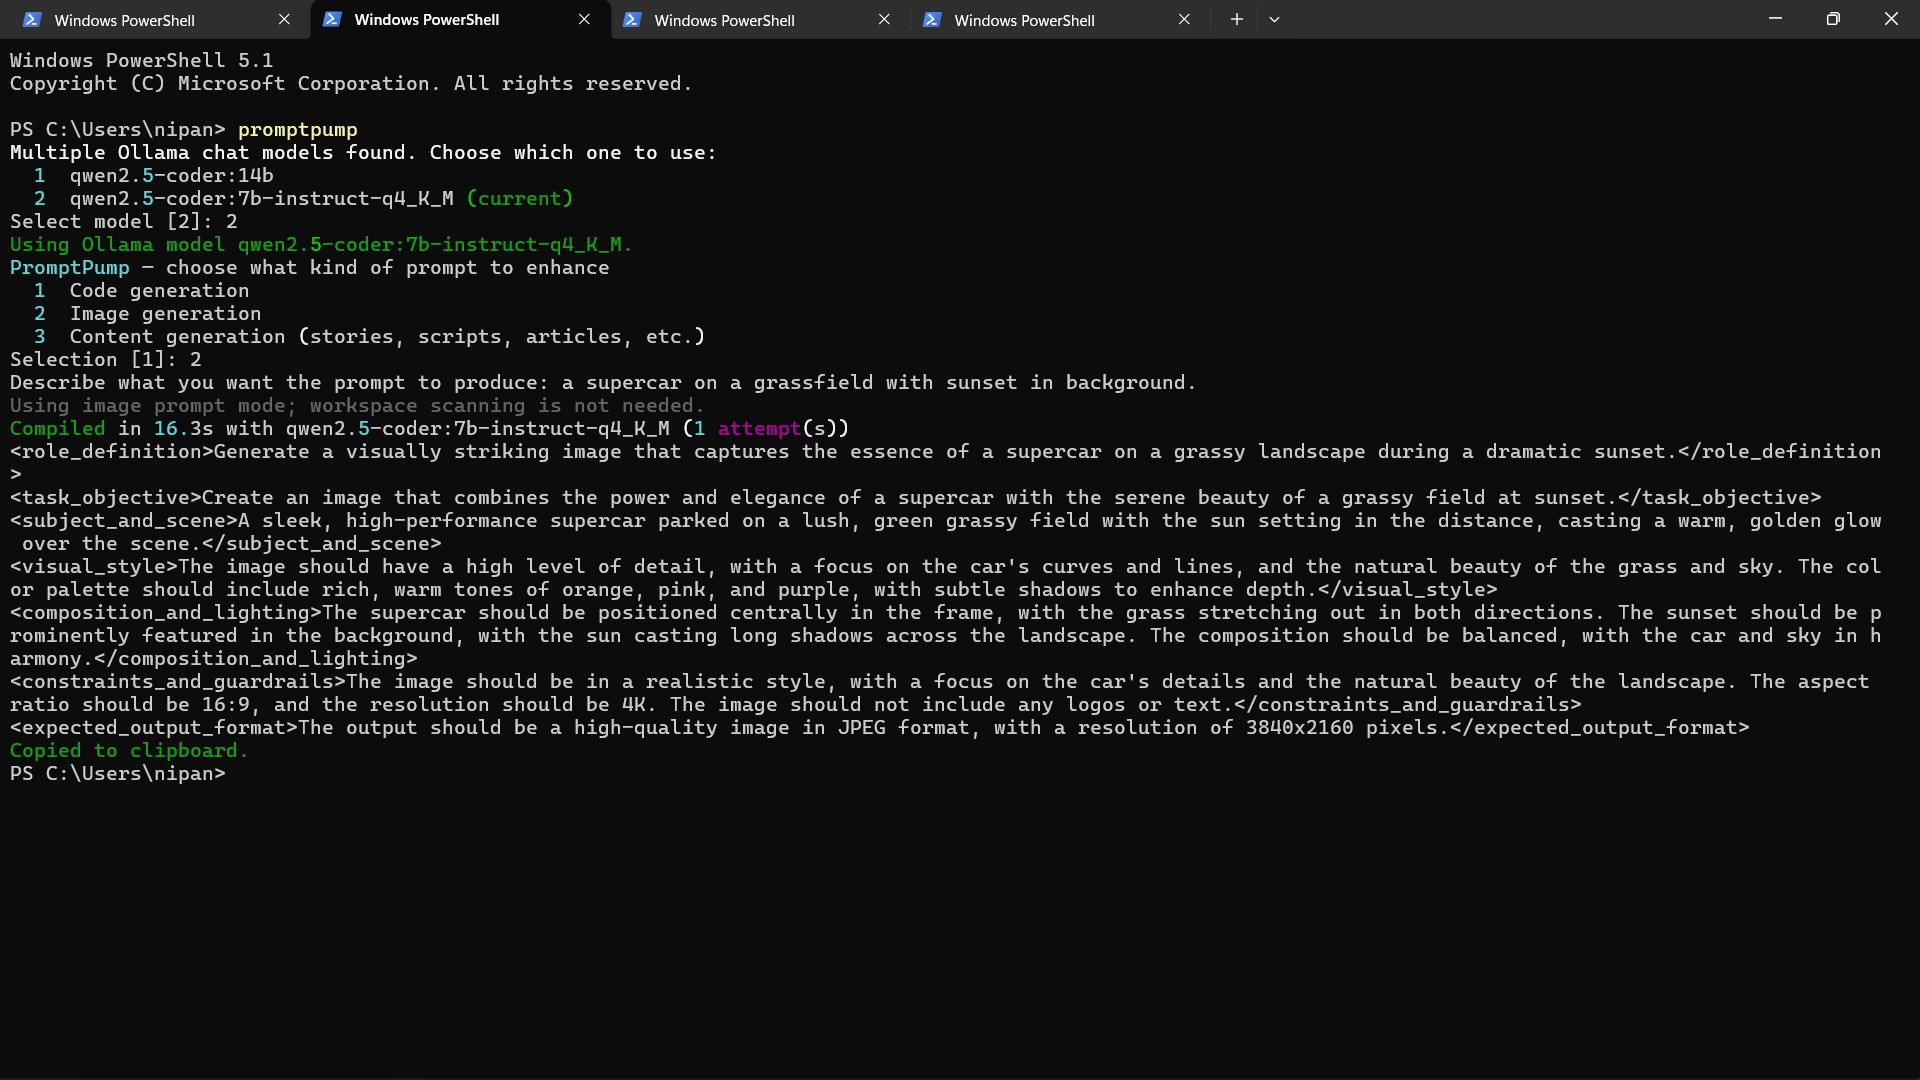 Windows PowerShell
Windows PowerShell
Windows PowerShell
Windows PowerShell
Windows PowerShell 5.1
Copyright (C) Microsoft Corporation. All rights reserved.
PS C:\Users\nipan> promptpump
Multiple Ollama chat models found. Choose which one to use:
1  qwen2.5-coder:14b
2  qwen2.5-coder:7b-instruct-q4_K_M (current)
Select model [2]: 2
Using Ollama model qwen2.5-coder:7b-instruct-q4_K_M.
PromptPump — choose what kind of prompt to enhance
1  Code generation
2  Image generation
3  Content generation (stories, scripts, articles, etc.)
Selection [1]: 2
Describe what you want the prompt to produce: a supercar on a grassfield with sunset in background.
Using image prompt mode; workspace scanning is not needed.
Compiled in 16.3s with qwen2.5-coder:7b-instruct-q4_K_M (1 attempt(s))
<role_definition>Generate a visually striking image that captures the essence of a supercar on a grassy landscape during a dramatic sunset.</role_definition
>
<task_objective>Create an image that combines the power and elegance of a supercar with the serene beauty of a grassy field at sunset.</task_objective>
<subject_and_scene>A sleek, high-performance supercar parked on a lush, green grassy field with the sun setting in the distance, casting a warm, golden glow
over the scene.</subject_and_scene>
<visual_style>The image should have a high level of detail, with a focus on the car's curves and lines, and the natural beauty of the grass and sky. The col
or palette should include rich, warm tones of orange, pink, and purple, with subtle shadows to enhance depth.</visual_style>
<composition_and_lighting>The supercar should be positioned centrally in the frame, with the grass stretching out in both directions. The sunset should be p
rominently featured in the background, with the sun casting long shadows across the landscape. The composition should be balanced, with the car and sky in h
armony.</composition_and_lighting>
<constraints_and_guardrails>The image should be in a realistic style, with a focus on the car's details and the natural beauty of the landscape. The aspect
ratio should be 16:9, and the resolution should be 4K. The image should not include any logos or text.</constraints_and_guardrails>
<expected_output_format>The output should be a high-quality image in JPEG format, with a resolution of 3840x2160 pixels.</expected_output_format>
Copied to clipboard.
PS C:\Users\nipan>